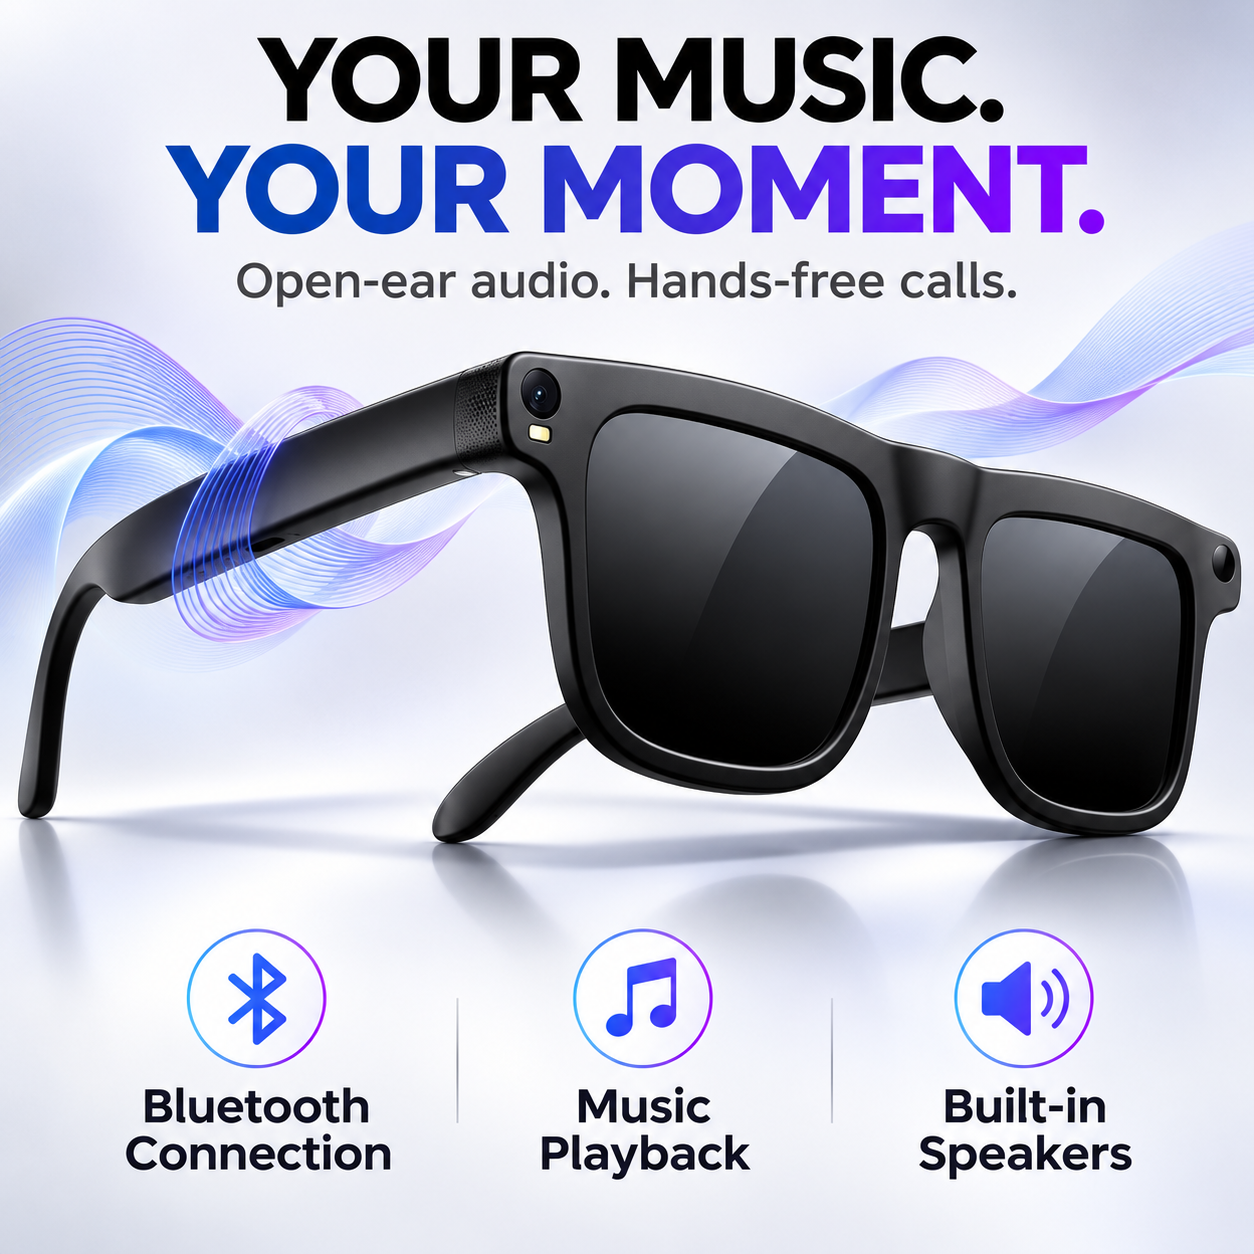 YOUR MUSIC.
YOUR MOMENT.
Open-ear audio. Hands-free calls.
Bluetooth
Connection
Music
Playback
Built-in
Speakers